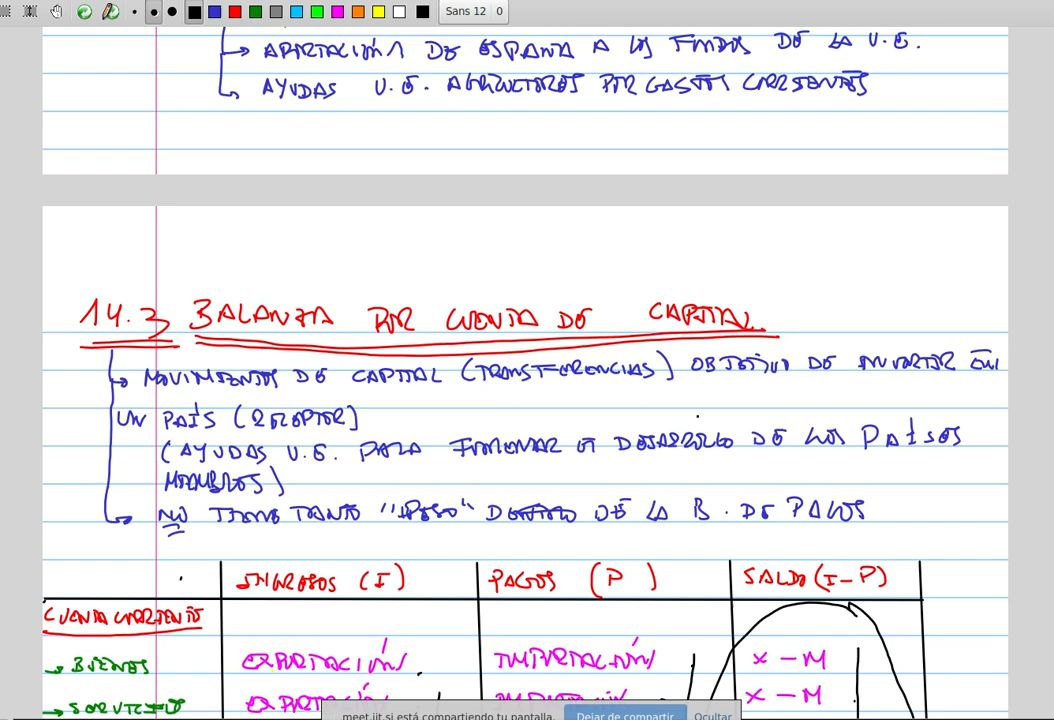 Sans 12 0
APORTACIÓN DE ESPAÑA A LOS FONDOS DE LA U.E.
AYUDAS U.E. AGRICULTORES POR GASTOS CORRIENTES
14.3 BALANZA POR CUENTA DE CAPITAL
MOVIMIENTOS DE CAPITAL (TRANSFERENCIAS) OBJETIVO DE INVERTIR EN
UN PAÍS (RECEPTOR)
(AYUDAS U.E. PARA FOMENTAR EL DESARROLLO DE LOS PAÍSES
MIEMBROS)
NO TIENE TANTO "PESO" DENTRO DE LA B. DE PAGOS
INGRESOS (I) PAGOS (P) SALDO (I-P)
CUENTA CORRIENTE
→ BIENES EXPORTACIÓN IMPORTACIÓN X-M
→ SERVICIO X-M
meet.jit.si está compartiendo tu pantalla. Dejar de compartir Ocultar